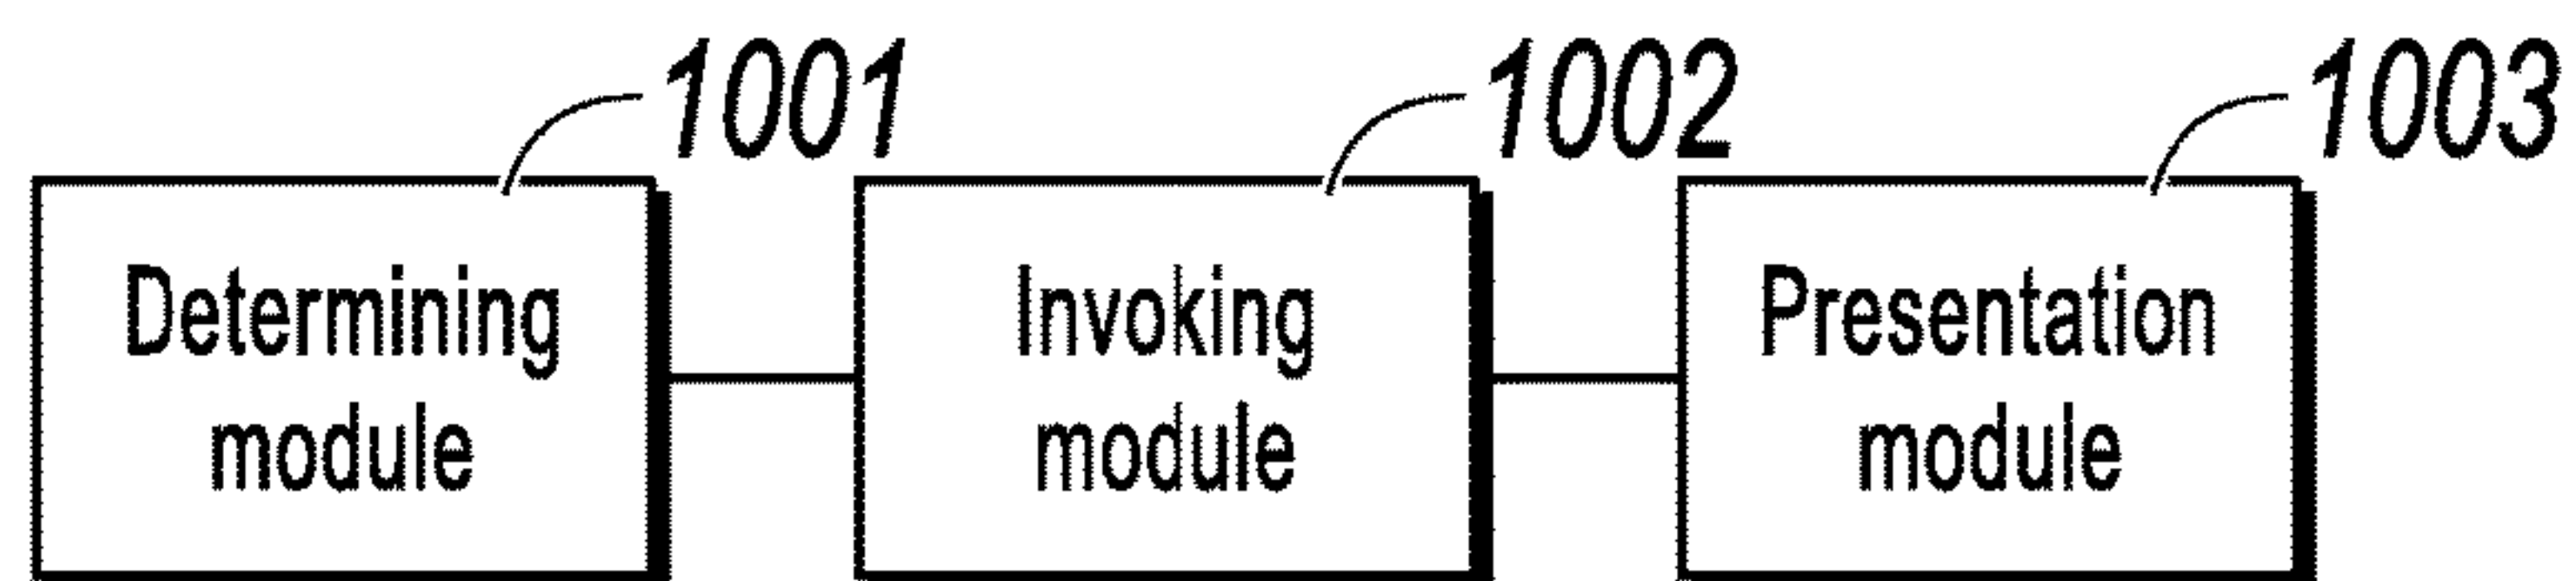 1001
1002
1003
Determining
module
Invoking
module
Presentation
module